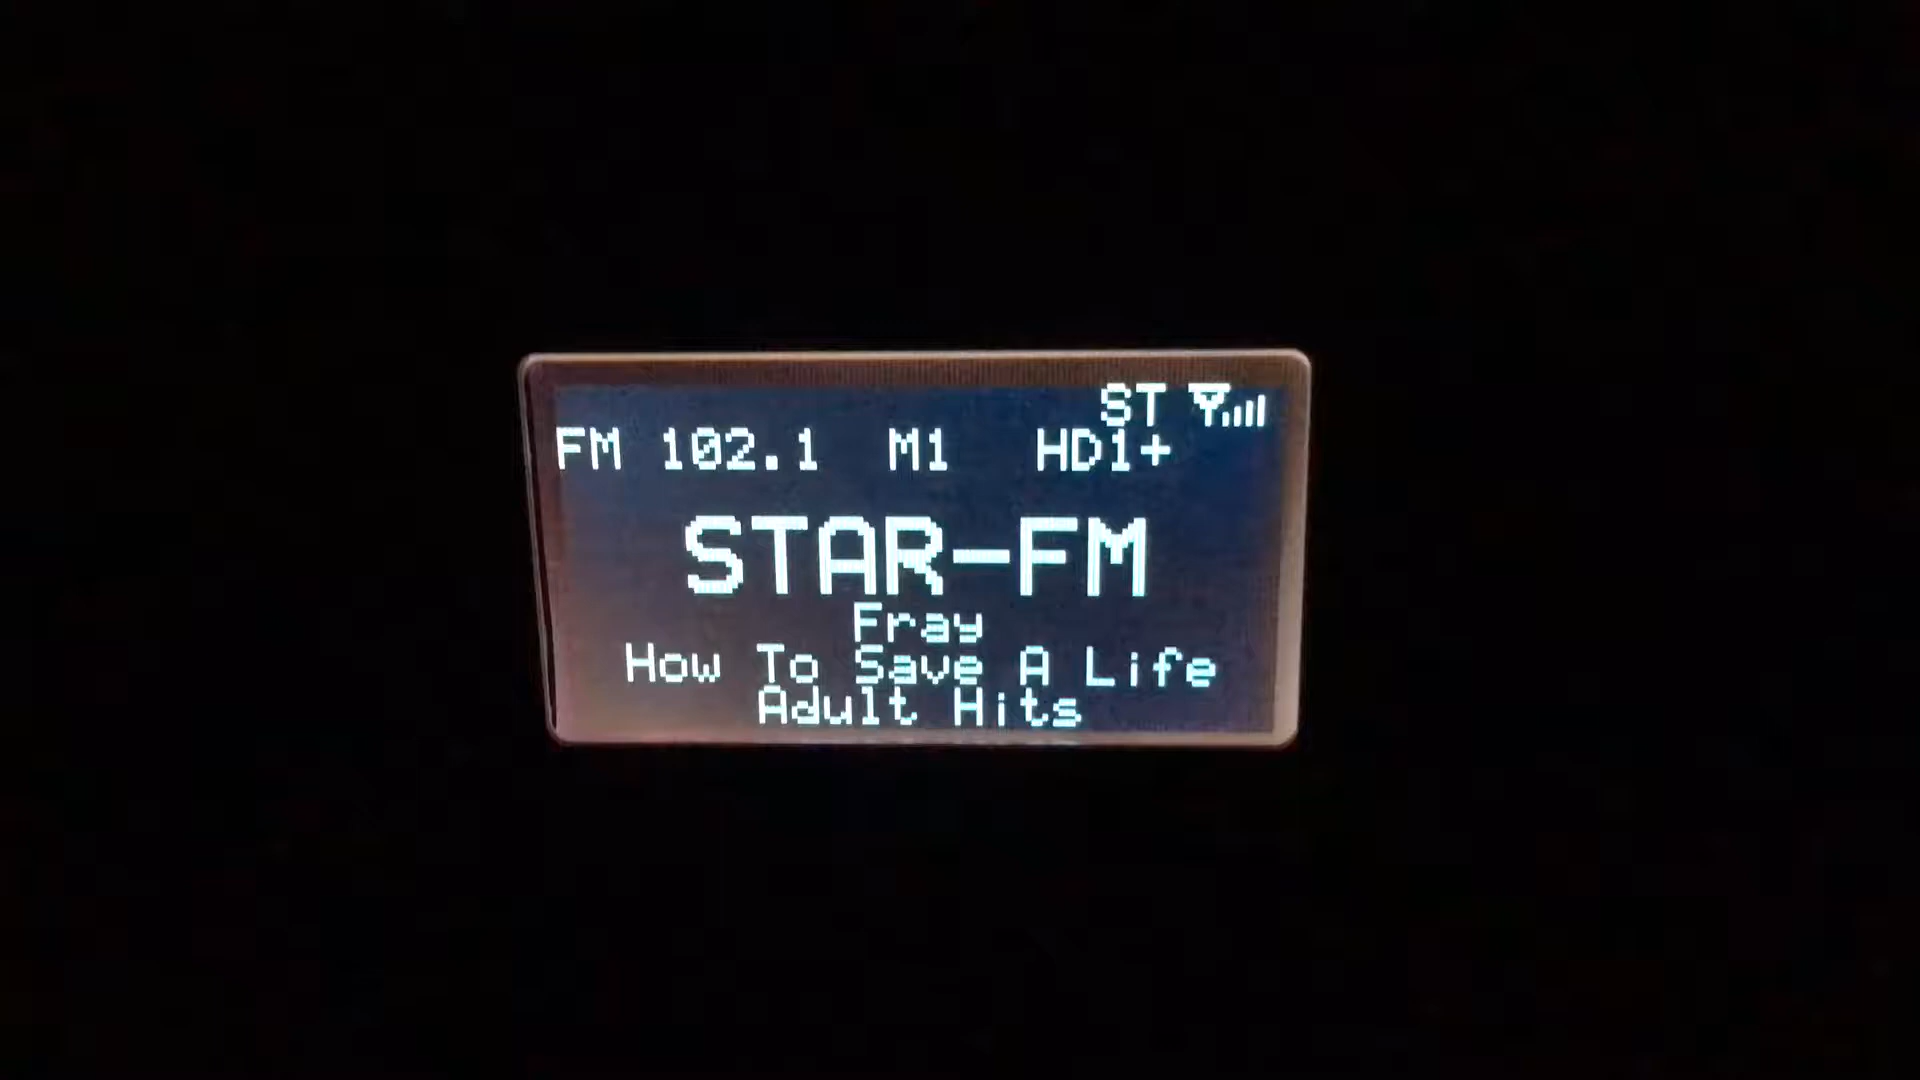 ST
FM 102.1 M1 HD1+
STAR-FM
Fray
How To Save A Life
Adult Hits